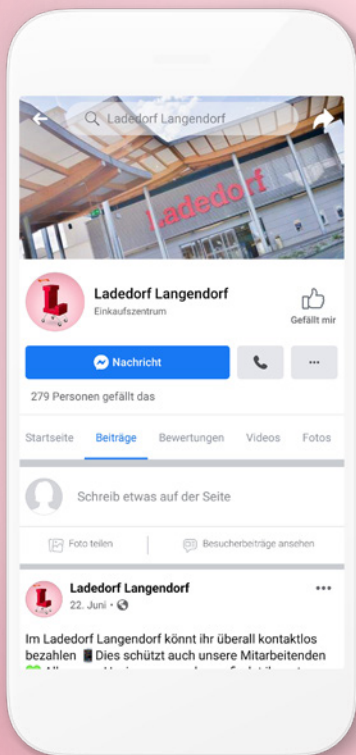 Ladedorf Langendorf
Ladedorf
L
Ladedorf Langendorf
Einkaufszentrum
Gefällt mir
Nachricht
279 Personen gefällt das
Startseite Beiträge Bewertungen Videos Fotos
Schreib etwas auf der Seite
Foto teilen Besucherbeiträge ansehen
L
Ladedorf Langendorf
22. Juni
Im Ladedorf Langendorf könnt ihr überall kontaktlos
bezahlen Dies schützt auch unsere Mitarbeitenden